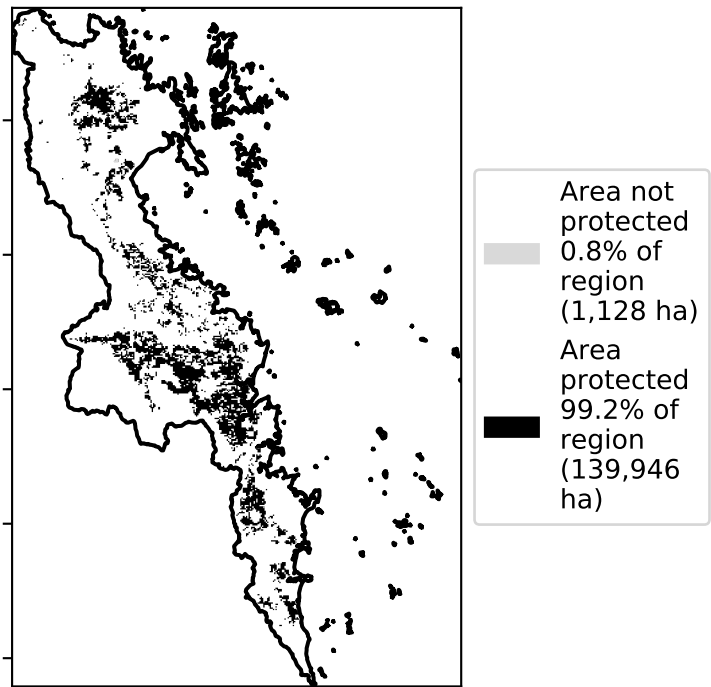 Area not
protected
0.8% of
region
(1,128 ha)
Area
protected
99.2% of
region
(139,946
ha)